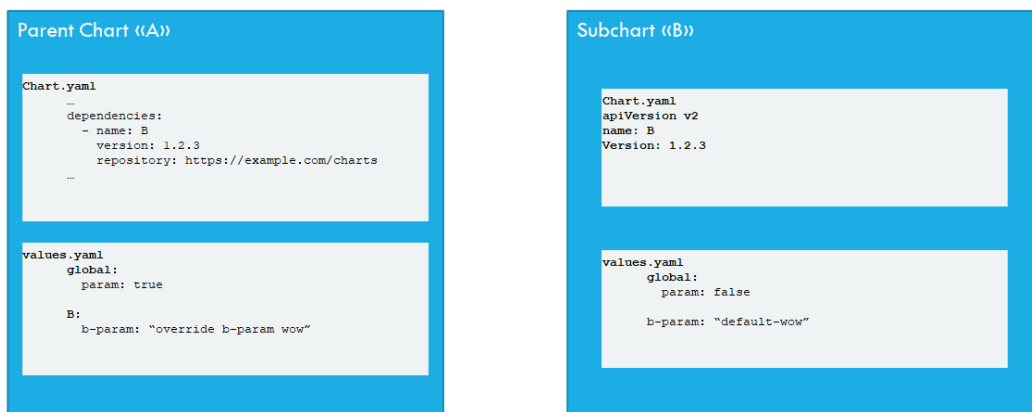 Parent Chart «A»
Chart.yaml
…
dependencies:
- name: B
version: 1.2.3
repository: https://example.com/charts
…
values.yaml
global:
param: true
B:
b-param: “override b-param wow”
Subchart «B»
Chart.yaml
apiVersion v2
name: B
Version: 1.2.3
values.yaml
global:
param: false
b-param: “default-wow”